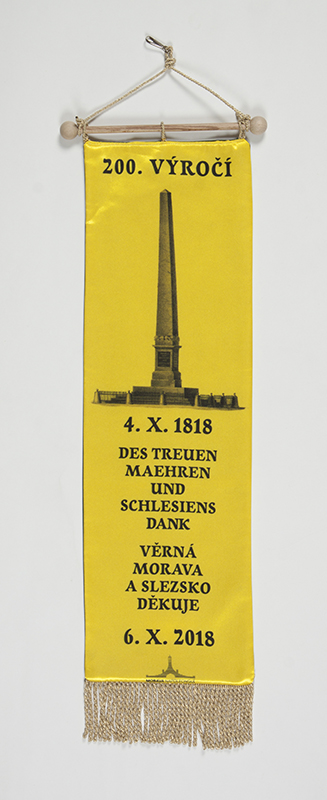 200. VÝROČÍ
4. X. 1818
DES TREUEN
MAEHREN
UND
SCHLESIENS
DANK
VĚRNÁ
MORAVA
A SLEZSKO
DĚKUJE
6. X. 2018